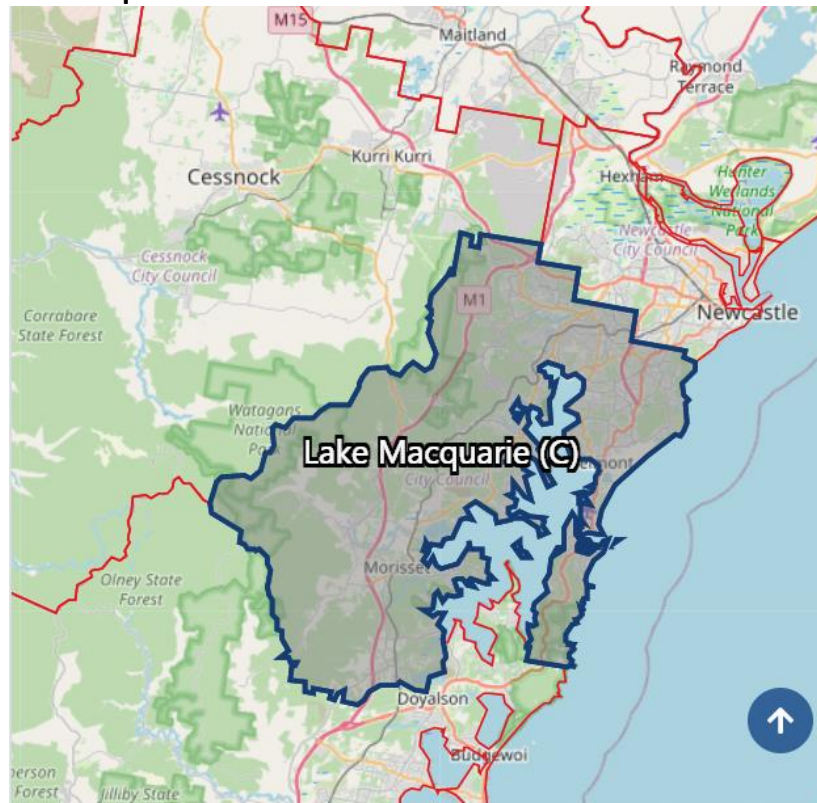 M15
Maitland
Raymond
Terrace
Kurri Kurri
Cessnock
Hexham
Hunter
Wetlands
National
Park
Newcastle
City Council
Cessnock
City Council
M1
Newcastle
Corrabare
State Forest
Watagans
National
Lake Macquarie (C)
City Council
Morisset
Olney State
Forest
Doyalson
Budgewoi
Jilliby State